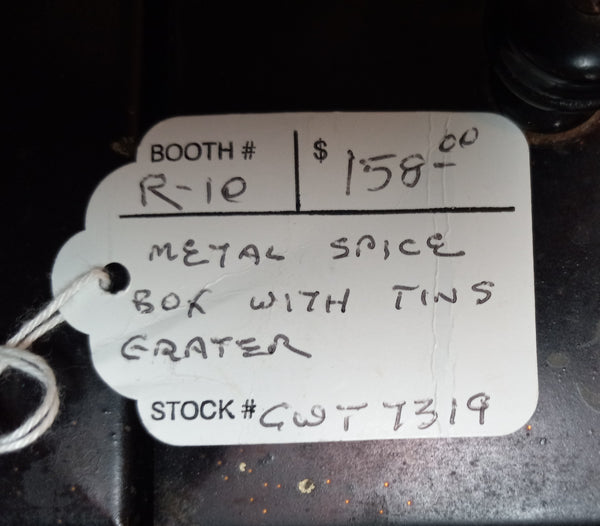 BOOTH # $ 158.00
R-10
METAL SPICE
BOX WITH TINS
GRATER
STOCK # GWT 7319